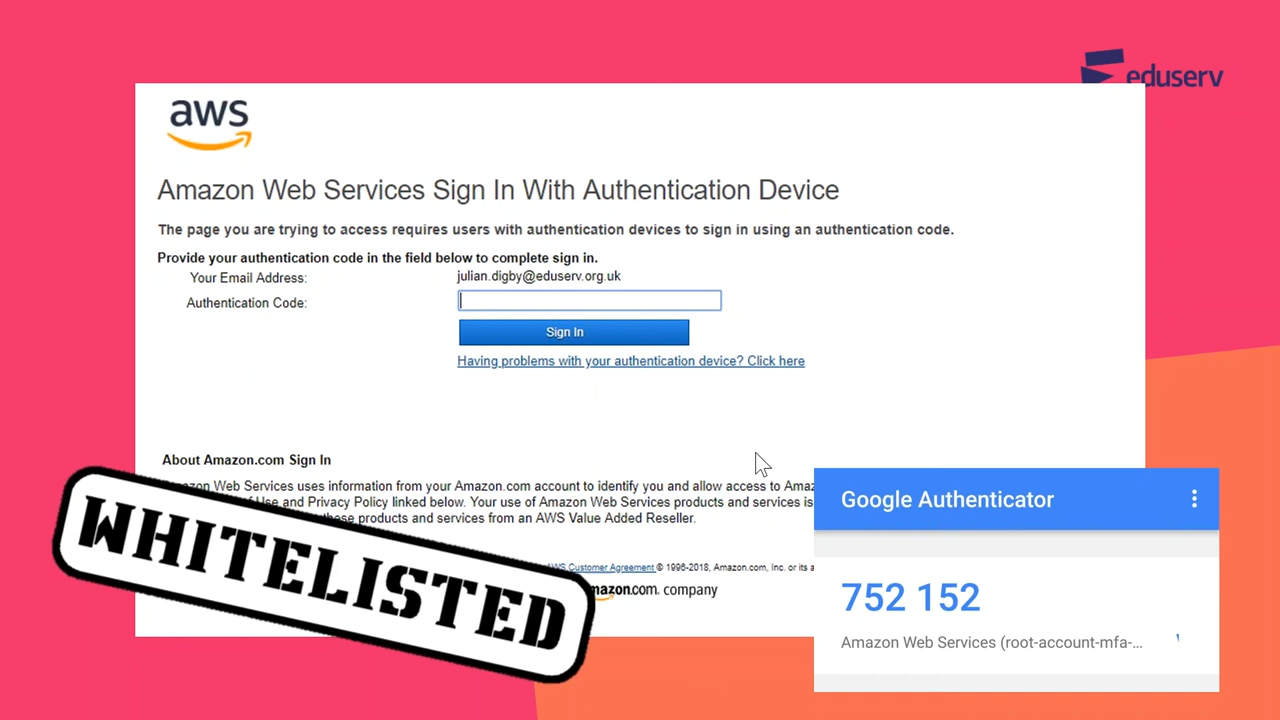 eduserv
aws
Amazon Web Services Sign In With Authentication Device
The page you are trying to access requires users with authentication devices to sign in using an authentication code.
Provide your authentication code in the field below to complete sign in.
Your Email Address: julian.digby@eduserv.org.uk
Authentication Code:
Sign In
Having problems with your authentication device? Click here
About Amazon.com Sign In
Web Services uses information from your Amazon.com account to identify you and allow access to
Use and Privacy Policy linked below. Your use of Amazon Web Services products and services is
these products and services from an AWS Value Added Reseller.
AWS Customer Agreement © 1996-2018, Amazon.com, Inc. or its
company
WHITELISTED
Google Authenticator
752 152
Amazon Web Services (root-account-mfa-...